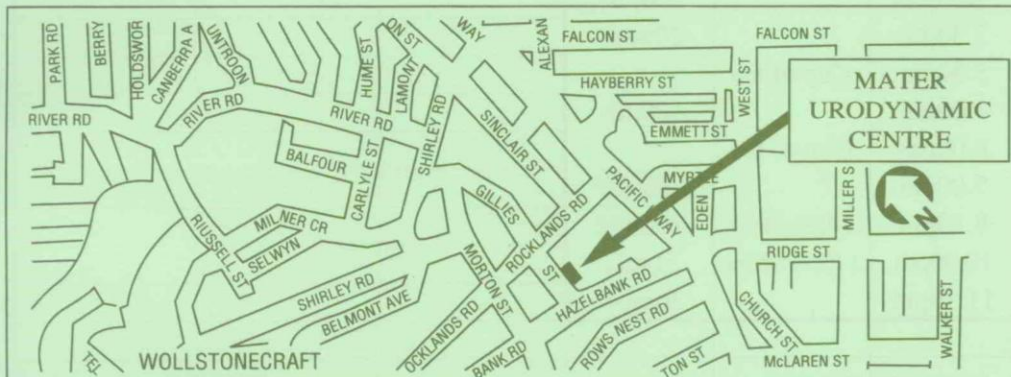 PARK RD
BERRY
HOLDSWOR
CANBERRA A
UNTROON
RIVER RD
RIVER RD
RIVER RD
HUME ST
LAMONT
ON ST
WAY
ALEXAN
FALCON ST
FALCON ST
HAYBERRY ST
WEST ST
EMMETT ST
MATER
URODYNAMIC
CENTRE
SHIRLEY RD
SINCLAIR ST
BALFOUR
CARLYLE ST
GILLIES
PACIFIC
WAY
MYRTLE
EDEN
MILLER S
N
RIUSSELL ST
MILNER CR
SELWYN
SHIRLEY RD
BELMONT AVE
MORTON ST
ROCKLANDS RD
ST
HAZELBANK RD
RIDGE ST
CHURCH ST
WALKER ST
OCKLANDS RD
BANK RD
ROWS NEST RD
TON ST
McLAREN ST
TEL
WOLLSTONECRAFT